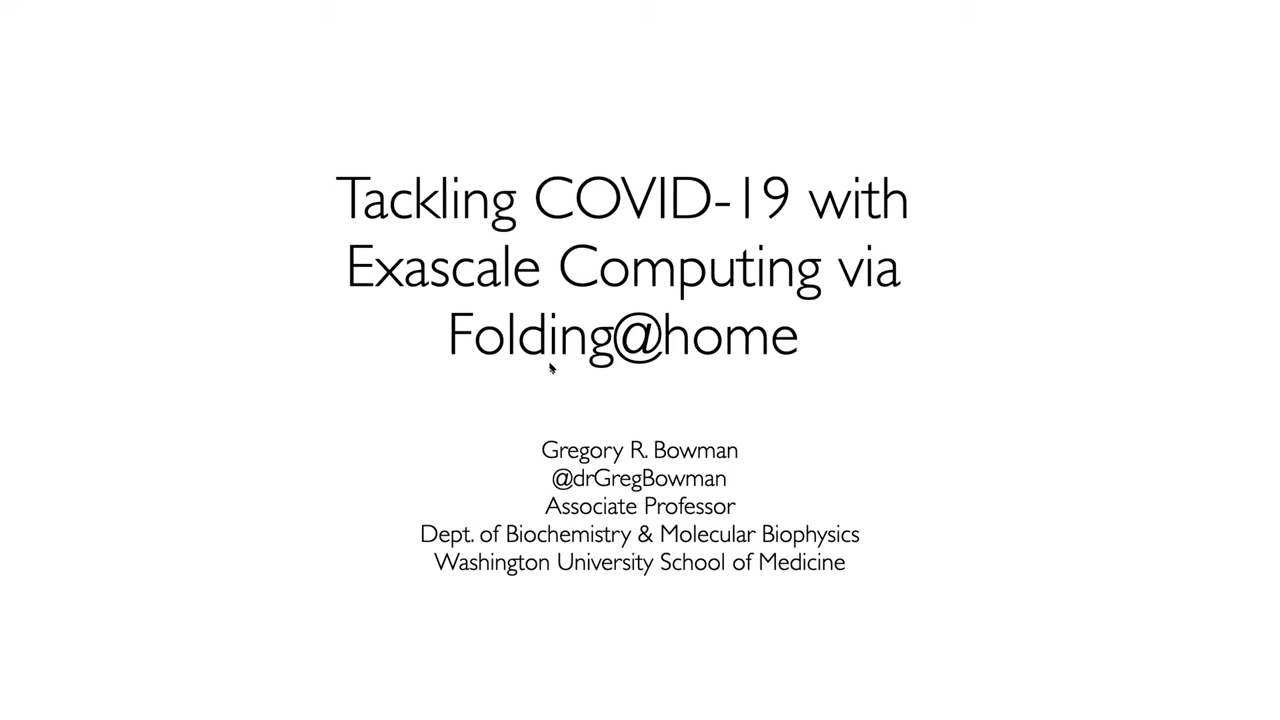 Tackling COVID-19 with
Exascale Computing via
Folding@home
Gregory R. Bowman
@drGregBowman
Associate Professor
Dept. of Biochemistry & Molecular Biophysics
Washington University School of Medicine